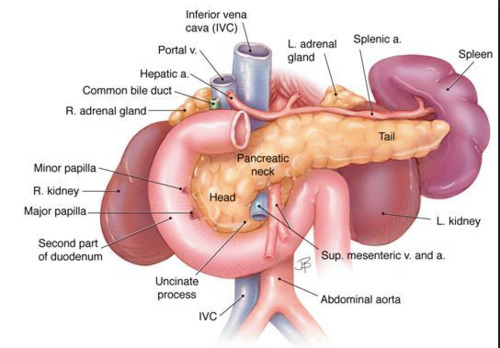 Inferior vena
cava (IVC)
Portal v.
L. adrenal
gland
Splenic a.
Spleen
Hepatic a.
Common bile duct
R. adrenal gland
Tail
Pancreatic
neck
Minor papilla
R. kidney
Head
Major papilla
L. kidney
Second part
of duodenum
Sup. mesenteric v. and a.
Uncinate
process
Abdominal aorta
IVC